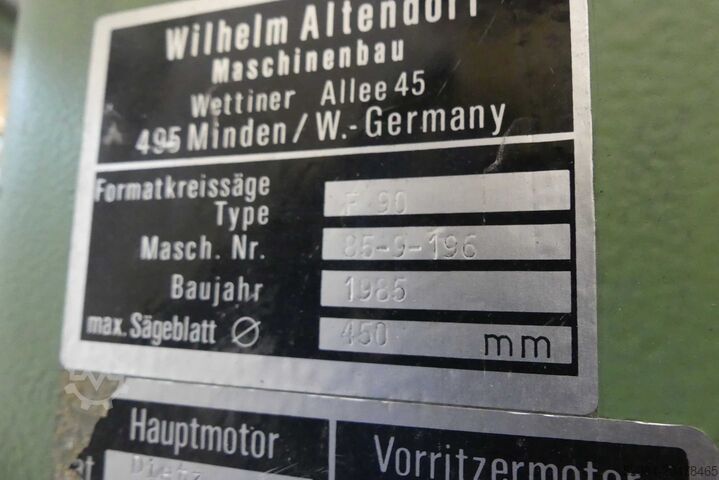 Wilhelm Altendorf
Maschinenbau
Wettiner Allee 45
495 Minden/W.-Germany
Formatkreissäge
Type F 90
Masch. Nr. 85-9-196
Baujahr 1985
max. Sägeblatt Ø 450 mm
Hauptmotor Vorritzermotor